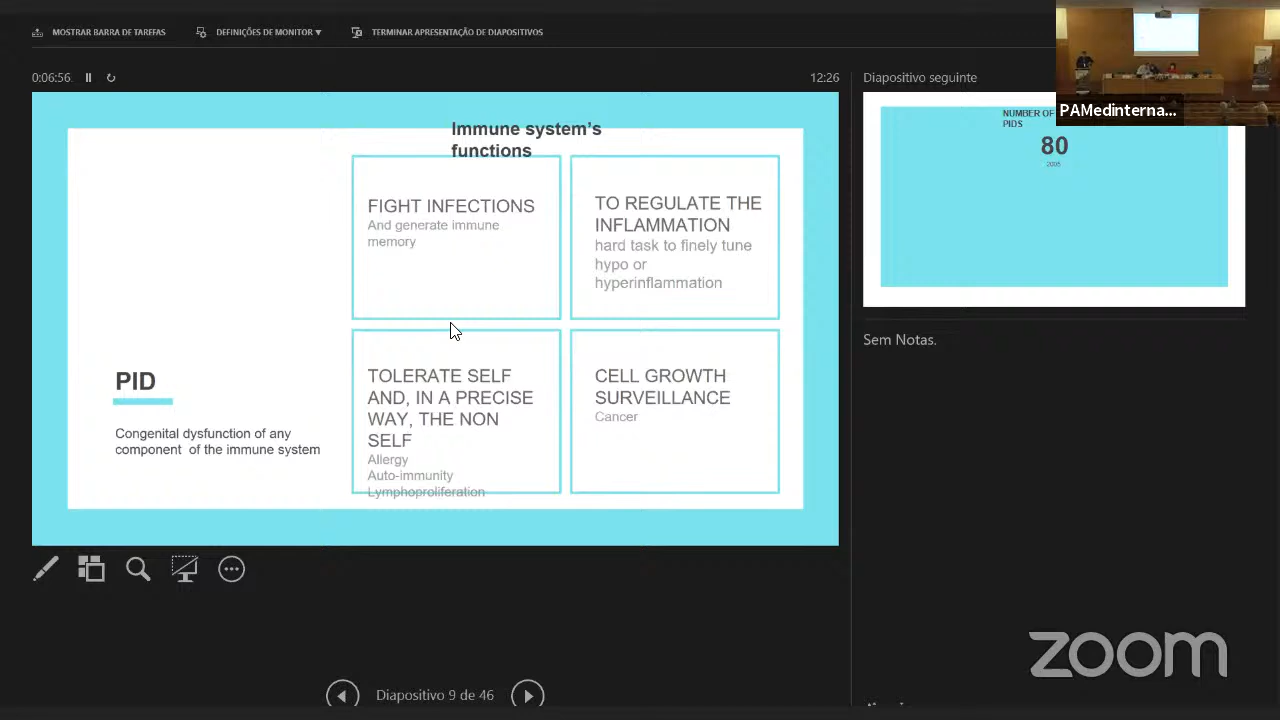 MOSTRAR BARRA DE TAREFAS
DEFINIÇÕES DE MONITOR ▼
TERMINAR APRESENTAÇÃO DE DIAPOSITIVOS
0:06:56
12:26
Diapositivo seguinte
PAMedinterna...
Immune system’s
functions
FIGHT INFECTIONS
And generate immune
memory
TO REGULATE THE
INFLAMMATION
hard task to finely tune
hypo or
hyperinflammation
PID
Congenital dysfunction of any
component of the immune system
TOLERATE SELF
AND, IN A PRECISE
WAY, THE NON
SELF
Allergy
Auto-immunity
Lymphoproliferation
CELL GROWTH
SURVEILLANCE
Cancer
NUMBER OF
PIDS
80
Sem Notas.
Diapositivo 9 de 46
zoom